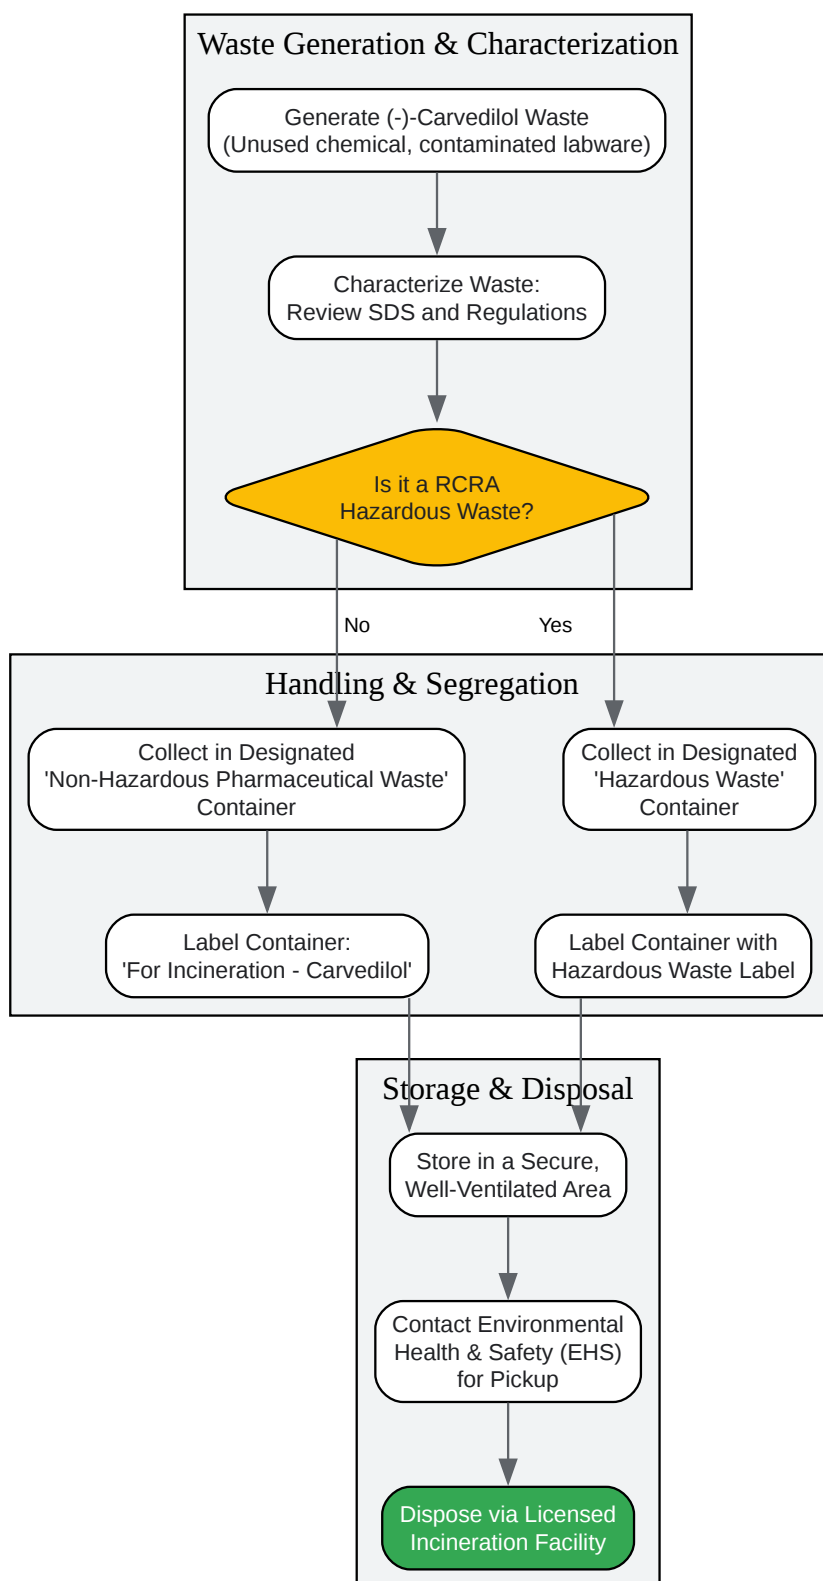 Waste Generation & Characterization
Generate (-)-Carvedilol Waste
(Unused chemical, contaminated labware)
Characterize Waste:
Review SDS and Regulations
Is it a RCRA
Hazardous Waste?
No
Yes
Handling & Segregation
Collect in Designated
'Non-Hazardous Pharmaceutical Waste'
Container
Collect in Designated
'Hazardous Waste'
Container
Label Container:
'For Incineration - Carvedilol'
Label Container with
Hazardous Waste Label
Storage & Disposal
Store in a Secure,
Well-Ventilated Area
Contact Environmental
Health & Safety (EHS)
for Pickup
Dispose via Licensed
Incineration Facility